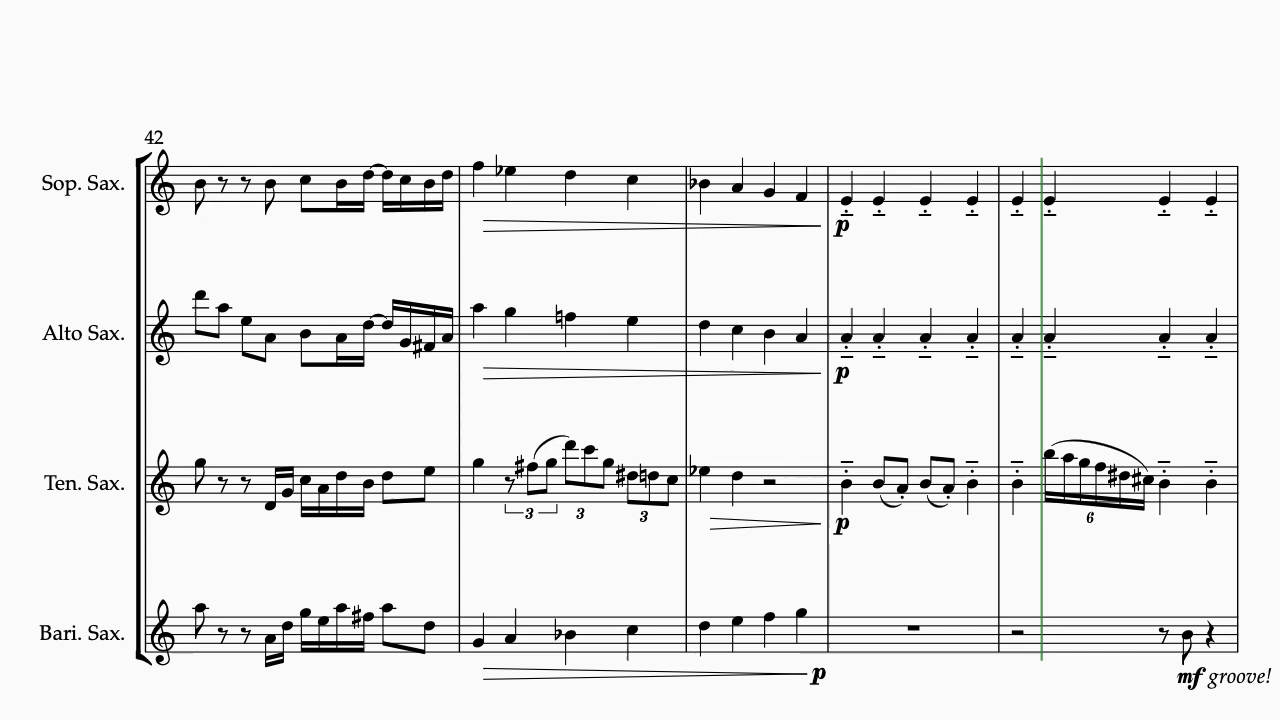 42
Sop. Sax.
p
Alto Sax.
p
Ten. Sax.
3 3 3
p
6
Bari. Sax.
p
mf groove!